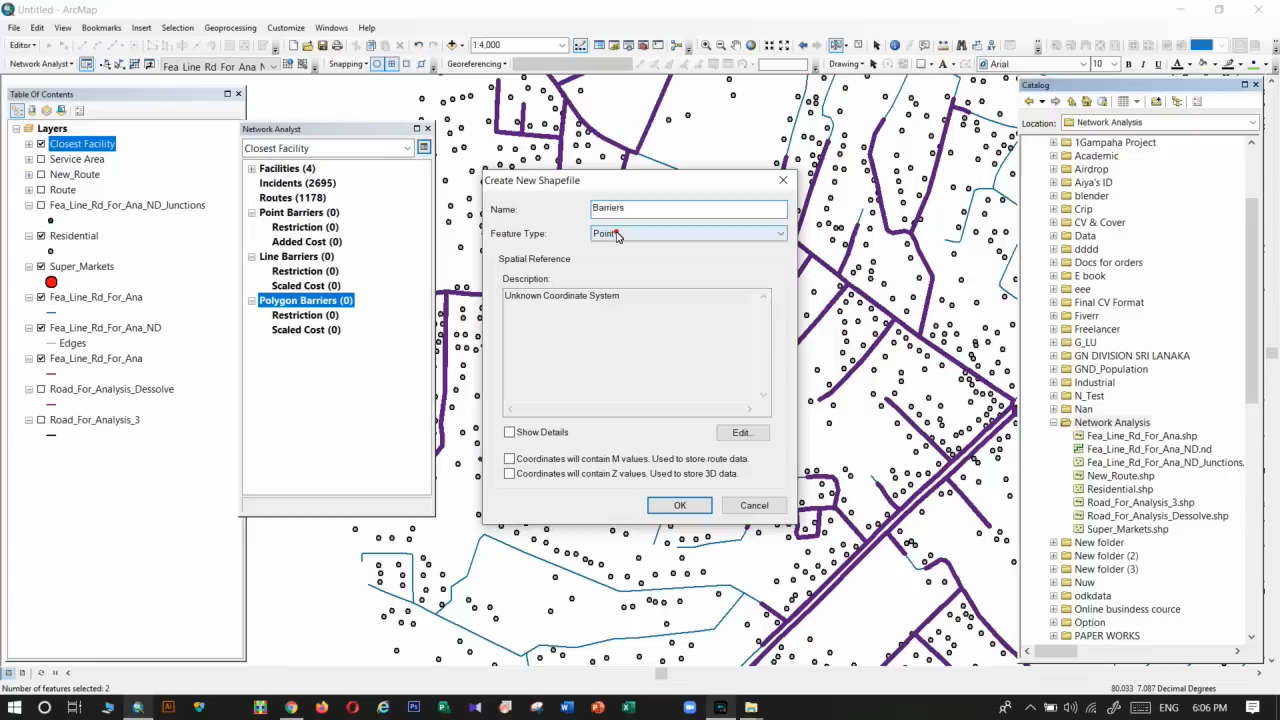 Untitled - ArcMap
File Edit View Bookmarks Insert Selection Geoprocessing Customize Windows Help
Editor 1:4,000
Network Analyst Fea_Line_Rd_For_Ana_N Snapping Georeferencing Drawing A Arial 10 B I U A
Table Of Contents
Layers
Closest Facility
Service Area
New_Route
Route
Fea_Line_Rd_For_Ana_ND_Junctions
Residential
Super_Markets
Fea_Line_Rd_For_Ana
Fea_Line_Rd_For_Ana_ND
Edges
Fea_Line_Rd_For_Ana
Road_For_Analysis_Dessolve
Road_For_Analysis_3
Network Analyst
Closest Facility
Facilities (4)
Incidents (2695)
Routes (1178)
Point Barriers (0)
Restriction (0)
Added Cost (0)
Line Barriers (0)
Restriction (0)
Scaled Cost (0)
Polygon Barriers (0)
Restriction (0)
Scaled Cost (0)
Create New Shapefile
Name: Barriers
Feature Type: Point
Spatial Reference
Description:
Unknown Coordinate System
Show Details Edit...
Coordinates will contain M values. Used to store route data.
Coordinates will contain Z values. Used to store 3D data.
OK Cancel
Catalog
Location: Network Analysis
1Gampaha Project
Academic
Airdrop
Aiya's ID
blender
Crip
CV & Cover
Data
dddd
Docs for orders
E book
eee
Final CV Format
Fiverr
Freelancer
G_LU
GN DIVISION SRI LANAKA
GND_Population
Industrial
N_Test
Nan
Network Analysis
Fea_Line_Rd_For_Ana.shp
Fea_Line_Rd_For_Ana_ND.nd
Fea_Line_Rd_For_Ana_ND_Junctions.
New_Route.shp
Residential.shp
Road_For_Analysis_3.shp
Road_For_Analysis_Dessolve.shp
Super_Markets.shp
New folder
New folder (2)
New folder (3)
Nuw
odkdata
Online busindess cource
Option
PAPER WORKS
Number of features selected: 2
80.033 7.087 Decimal Degrees
ENG 6:06 PM